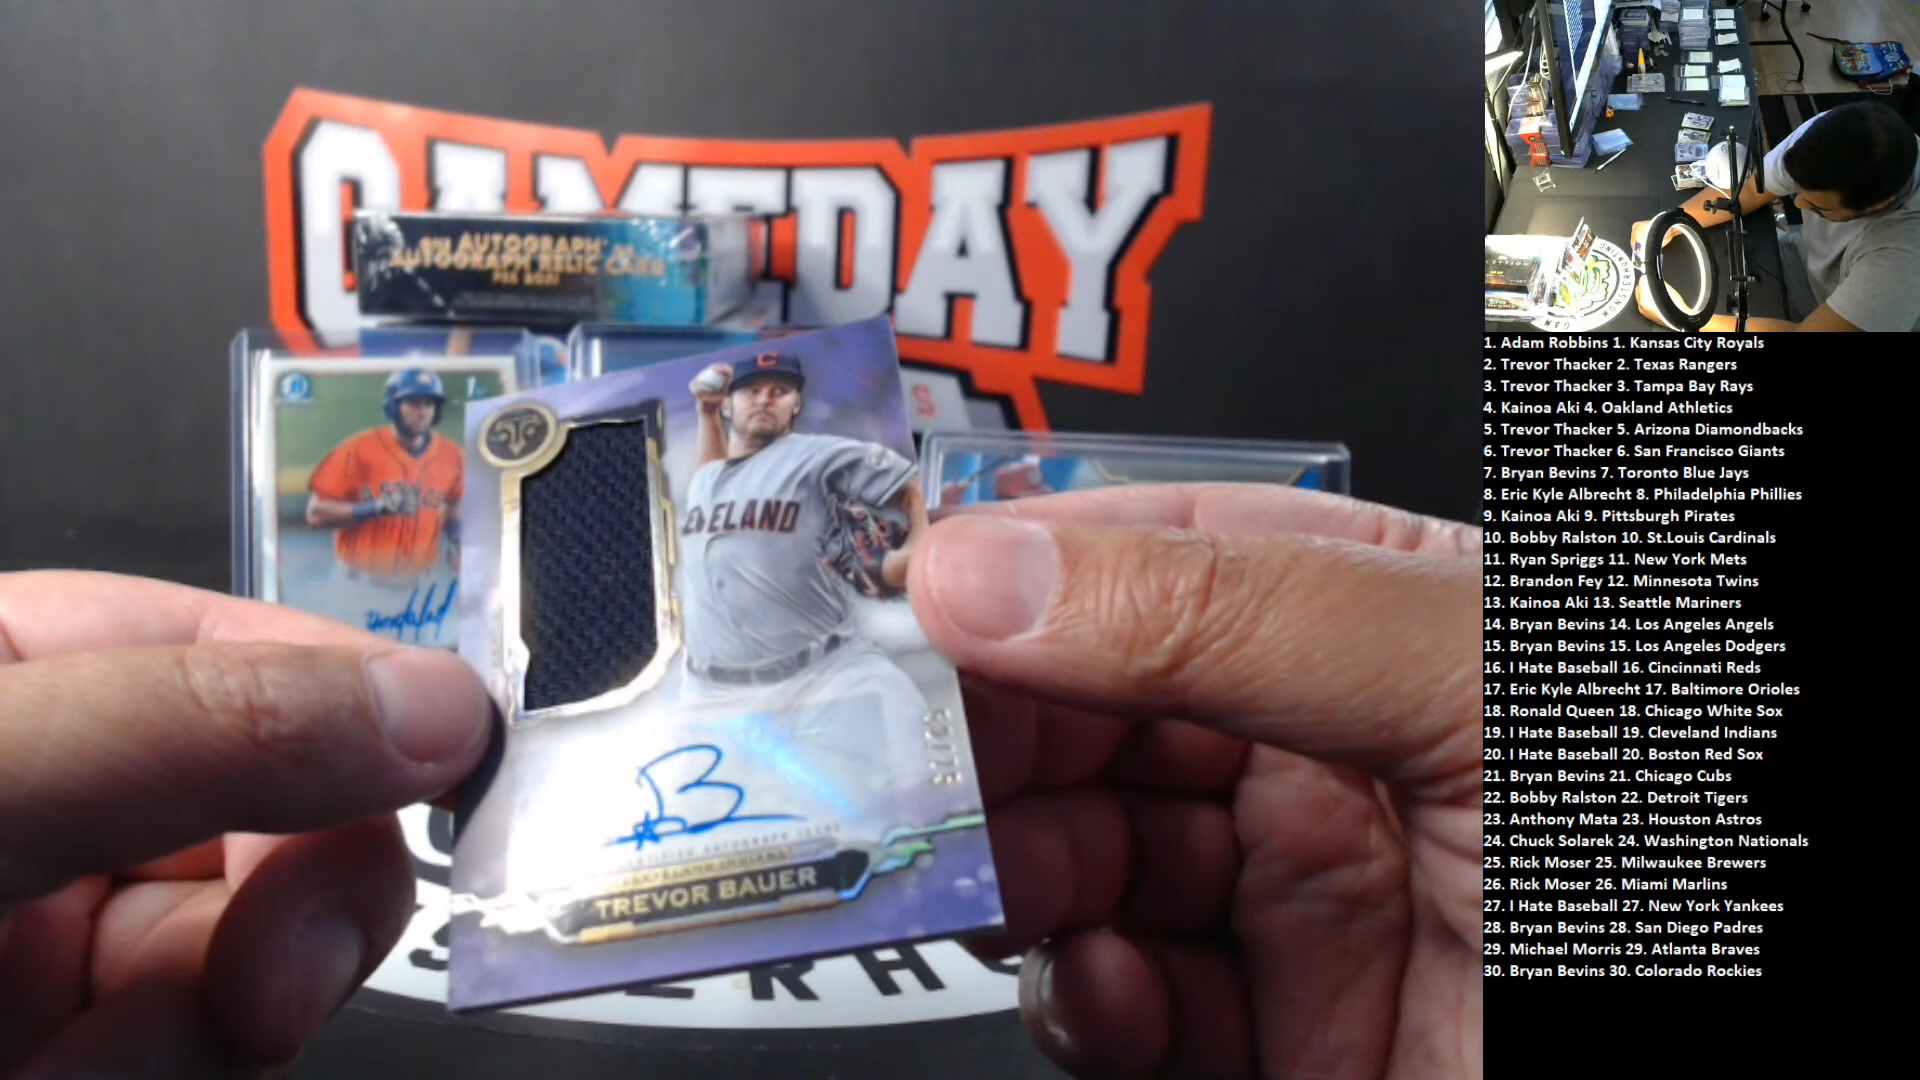 GAMEDAY
AUTOGRAPH
AUTOGRAPH RELIC CARD
PER BOX!
C
CLEVELAND
CERTIFIED AUTOGRAPH ISSUE
CLEVELAND INDIANS
TREVOR BAUER
1. Adam Robbins 1. Kansas City Royals
2. Trevor Thacker 2. Texas Rangers
3. Trevor Thacker 3. Tampa Bay Rays
4. Kainoa Aki 4. Oakland Athletics
5. Trevor Thacker 5. Arizona Diamondbacks
6. Trevor Thacker 6. San Francisco Giants
7. Bryan Bevins 7. Toronto Blue Jays
8. Eric Kyle Albrecht 8. Philadelphia Phillies
9. Kainoa Aki 9. Pittsburgh Pirates
10. Bobby Ralston 10. St.Louis Cardinals
11. Ryan Spriggs 11. New York Mets
12. Brandon Fey 12. Minnesota Twins
13. Kainoa Aki 13. Seattle Mariners
14. Bryan Bevins 14. Los Angeles Angels
15. Bryan Bevins 15. Los Angeles Dodgers
16. I Hate Baseball 16. Cincinnati Reds
17. Eric Kyle Albrecht 17. Baltimore Orioles
18. Ronald Queen 18. Chicago White Sox
19. I Hate Baseball 19. Cleveland Indians
20. I Hate Baseball 20. Boston Red Sox
21. Bryan Bevins 21. Chicago Cubs
22. Bobby Ralston 22. Detroit Tigers
23. Anthony Mata 23. Houston Astros
24. Chuck Solarek 24. Washington Nationals
25. Rick Moser 25. Milwaukee Brewers
26. Rick Moser 26. Miami Marlins
27. I Hate Baseball 27. New York Yankees
28. Bryan Bevins 28. San Diego Padres
29. Michael Morris 29. Atlanta Braves
30. Bryan Bevins 30. Colorado Rockies